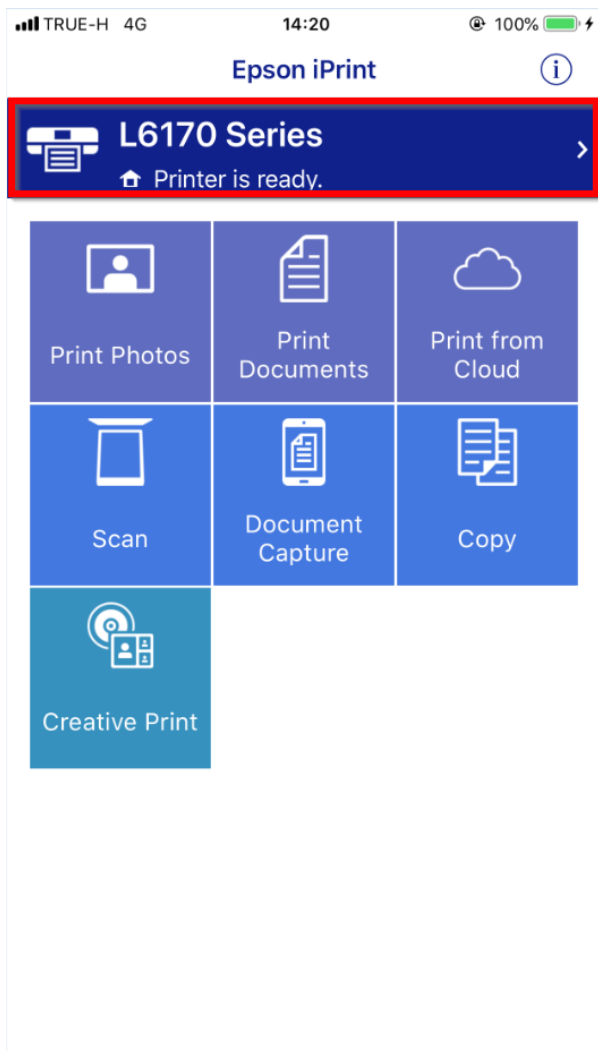 TRUE-H 4G 14:20 100%
Epson iPrint
L6170 Series
Printer is ready.
Print Photos
Print
Documents
Print from
Cloud
Scan
Document
Capture
Copy
Creative Print